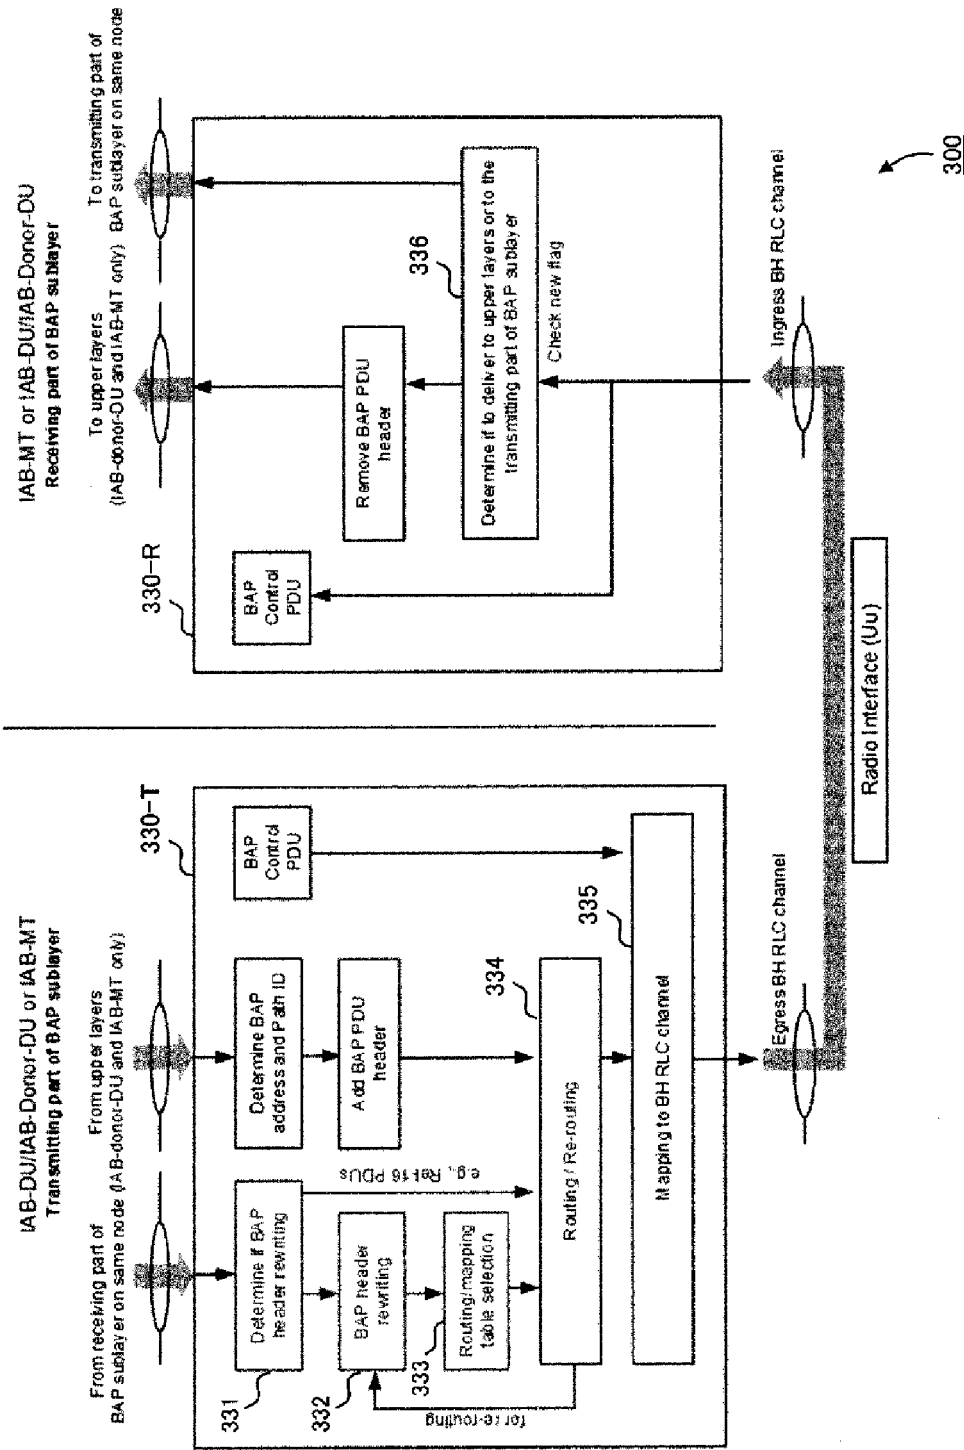 IAB-DU/IAB-Donor-DU or IAB-MT
Transmitting part of BAP sublayer
From receiving part of
BAP sublayer on same node (IAB-donor-DU and IAB-MT only)
From upper layers
330-T
331
Determine if BAP
header rewriting
332
BAP header
rewriting
333
Routing/mapping
table selection
e.g., Rel-16 PDUs
for re-routing
Determine BAP
address and Path ID
Add BAP PDU
header
BAP
Control
PDU
334
Routing / Re-routing
335
Mapping to BH RLC channel
Egress BH RLC channel
Radio Interface (Uu)
IAB-MT or IAB-DU/IAB-Donor-DU
Receiving part of BAP sublayer
To upper layers
(IAB-donor-DU and IAB-MT only)
To transmitting part of
BAP sublayer on same node
330-R
BAP
Control
PDU
Remove BAP PDU
header
336
Determine if to deliver to upper layers or to the
transmitting part of BAP sublayer
Check new flag
Ingress BH RLC channel
300